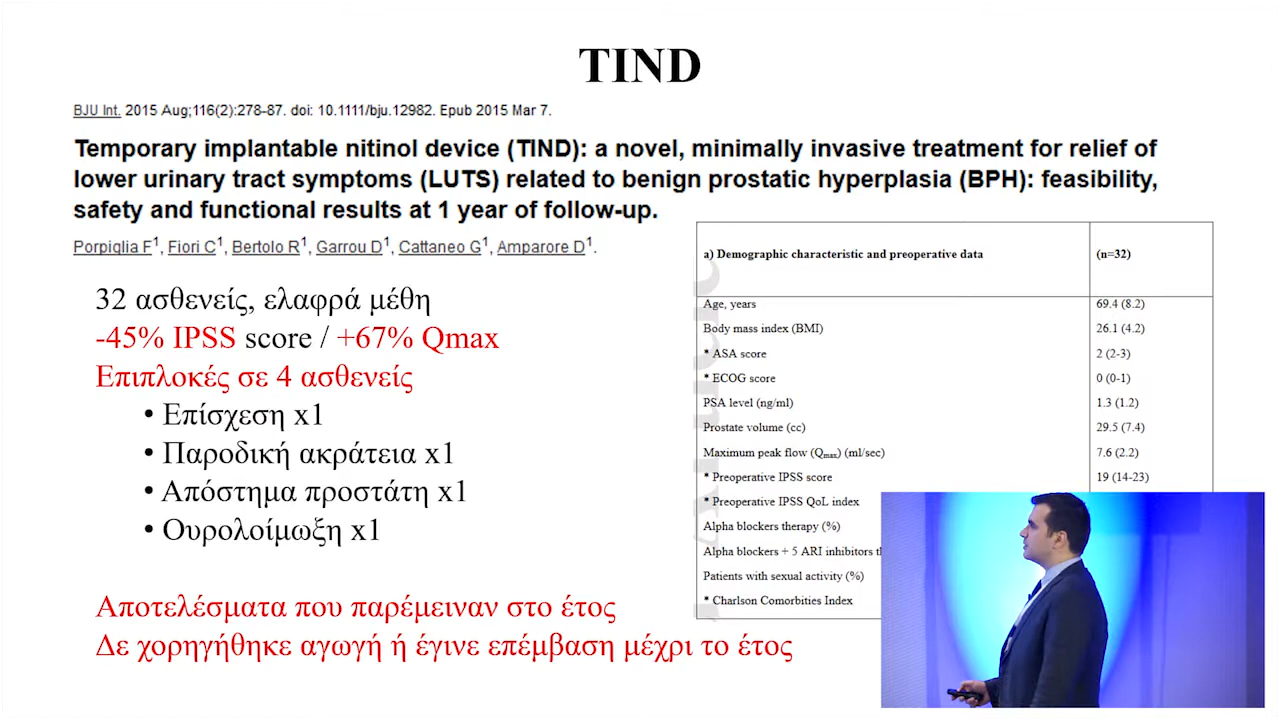 TIND
BJU Int. 2015 Aug;116(2):278-87. doi: 10.1111/bju.12982. Epub 2015 Mar 7.
Temporary implantable nitinol device (TIND): a novel, minimally invasive treatment for relief of
lower urinary tract symptoms (LUTS) related to benign prostatic hyperplasia (BPH): feasibility,
safety and functional results at 1 year of follow-up.
Porpiglia F1, Fiori C1, Bertolo R1, Garrou D1, Cattaneo G1, Amparore D1.
32 ασθενείς, ελαφρά μέθη
-45% IPSS score / +67% Qmax
Επιπλοκές σε 4 ασθενείς
• Επίσχεση x1
• Παροδική ακράτεια x1
• Απόστημα προστάτη x1
• Ουρολοίμωξη x1
Αποτελέσματα που παρέμειναν στο έτος
Δε χορηγήθηκε αγωγή ή έγινε επέμβαση μέχρι το έτος
a) Demographic characteristic and preoperative data (n=32)
Age, years 69.4 (8.2)
Body mass index (BMI) 26.1 (4.2)
* ASA score 2 (2-3)
* ECOG score 0 (0-1)
PSA level (ng/ml) 1.3 (1.2)
Prostate volume (cc) 29.5 (7.4)
Maximum peak flow (Qmax) (ml/sec) 7.6 (2.2)
* Preoperative IPSS score 19 (14-23)
* Preoperative IPSS QoL index
Alpha blockers therapy (%)
Alpha blockers + 5 ARI inhibitors
Patients with sexual activity (%)
* Charlson Comorbities Index